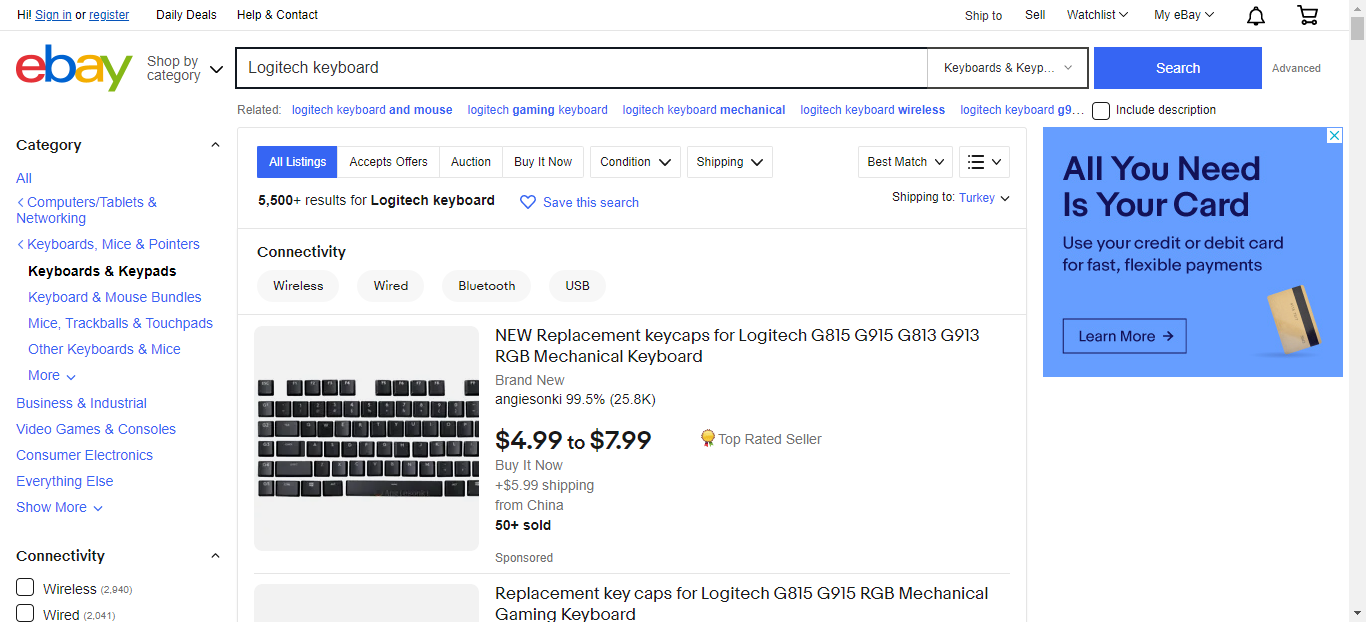 Hi! Sign in or register
Daily Deals
Help & Contact
Ship to
Sell
Watchlist
My eBay
ebay
Shop by
category
Logitech keyboard
Keyboards & Keyp...
Search
Advanced
Related:
logitech keyboard and mouse
logitech gaming keyboard
logitech keyboard mechanical
logitech keyboard wireless
logitech keyboard g9...
Include description
Category
All
Computers/Tablets &
Networking
Keyboards, Mice & Pointers
Keyboards & Keypads
Keyboard & Mouse Bundles
Mice, Trackballs & Touchpads
Other Keyboards & Mice
More
Business & Industrial
Video Games & Consoles
Consumer Electronics
Everything Else
Show More
Connectivity
Wireless (2,940)
Wired (2,041)
All Listings
Accepts Offers
Auction
Buy It Now
Condition
Shipping
Best Match
5,500+ results for Logitech keyboard
Save this search
Shipping to: Turkey
Connectivity
Wireless
Wired
Bluetooth
USB
NEW Replacement keycaps for Logitech G815 G915 G813 G913
RGB Mechanical Keyboard
Brand New
angiesonki 99.5% (25.8K)
$4.99 to $7.99
Top Rated Seller
Buy It Now
+$5.99 shipping
from China
50+ sold
Sponsored
Replacement key caps for Logitech G815 G915 RGB Mechanical
Gaming Keyboard
All You Need
Is Your Card
Use your credit or debit card
for fast, flexible payments
Learn More